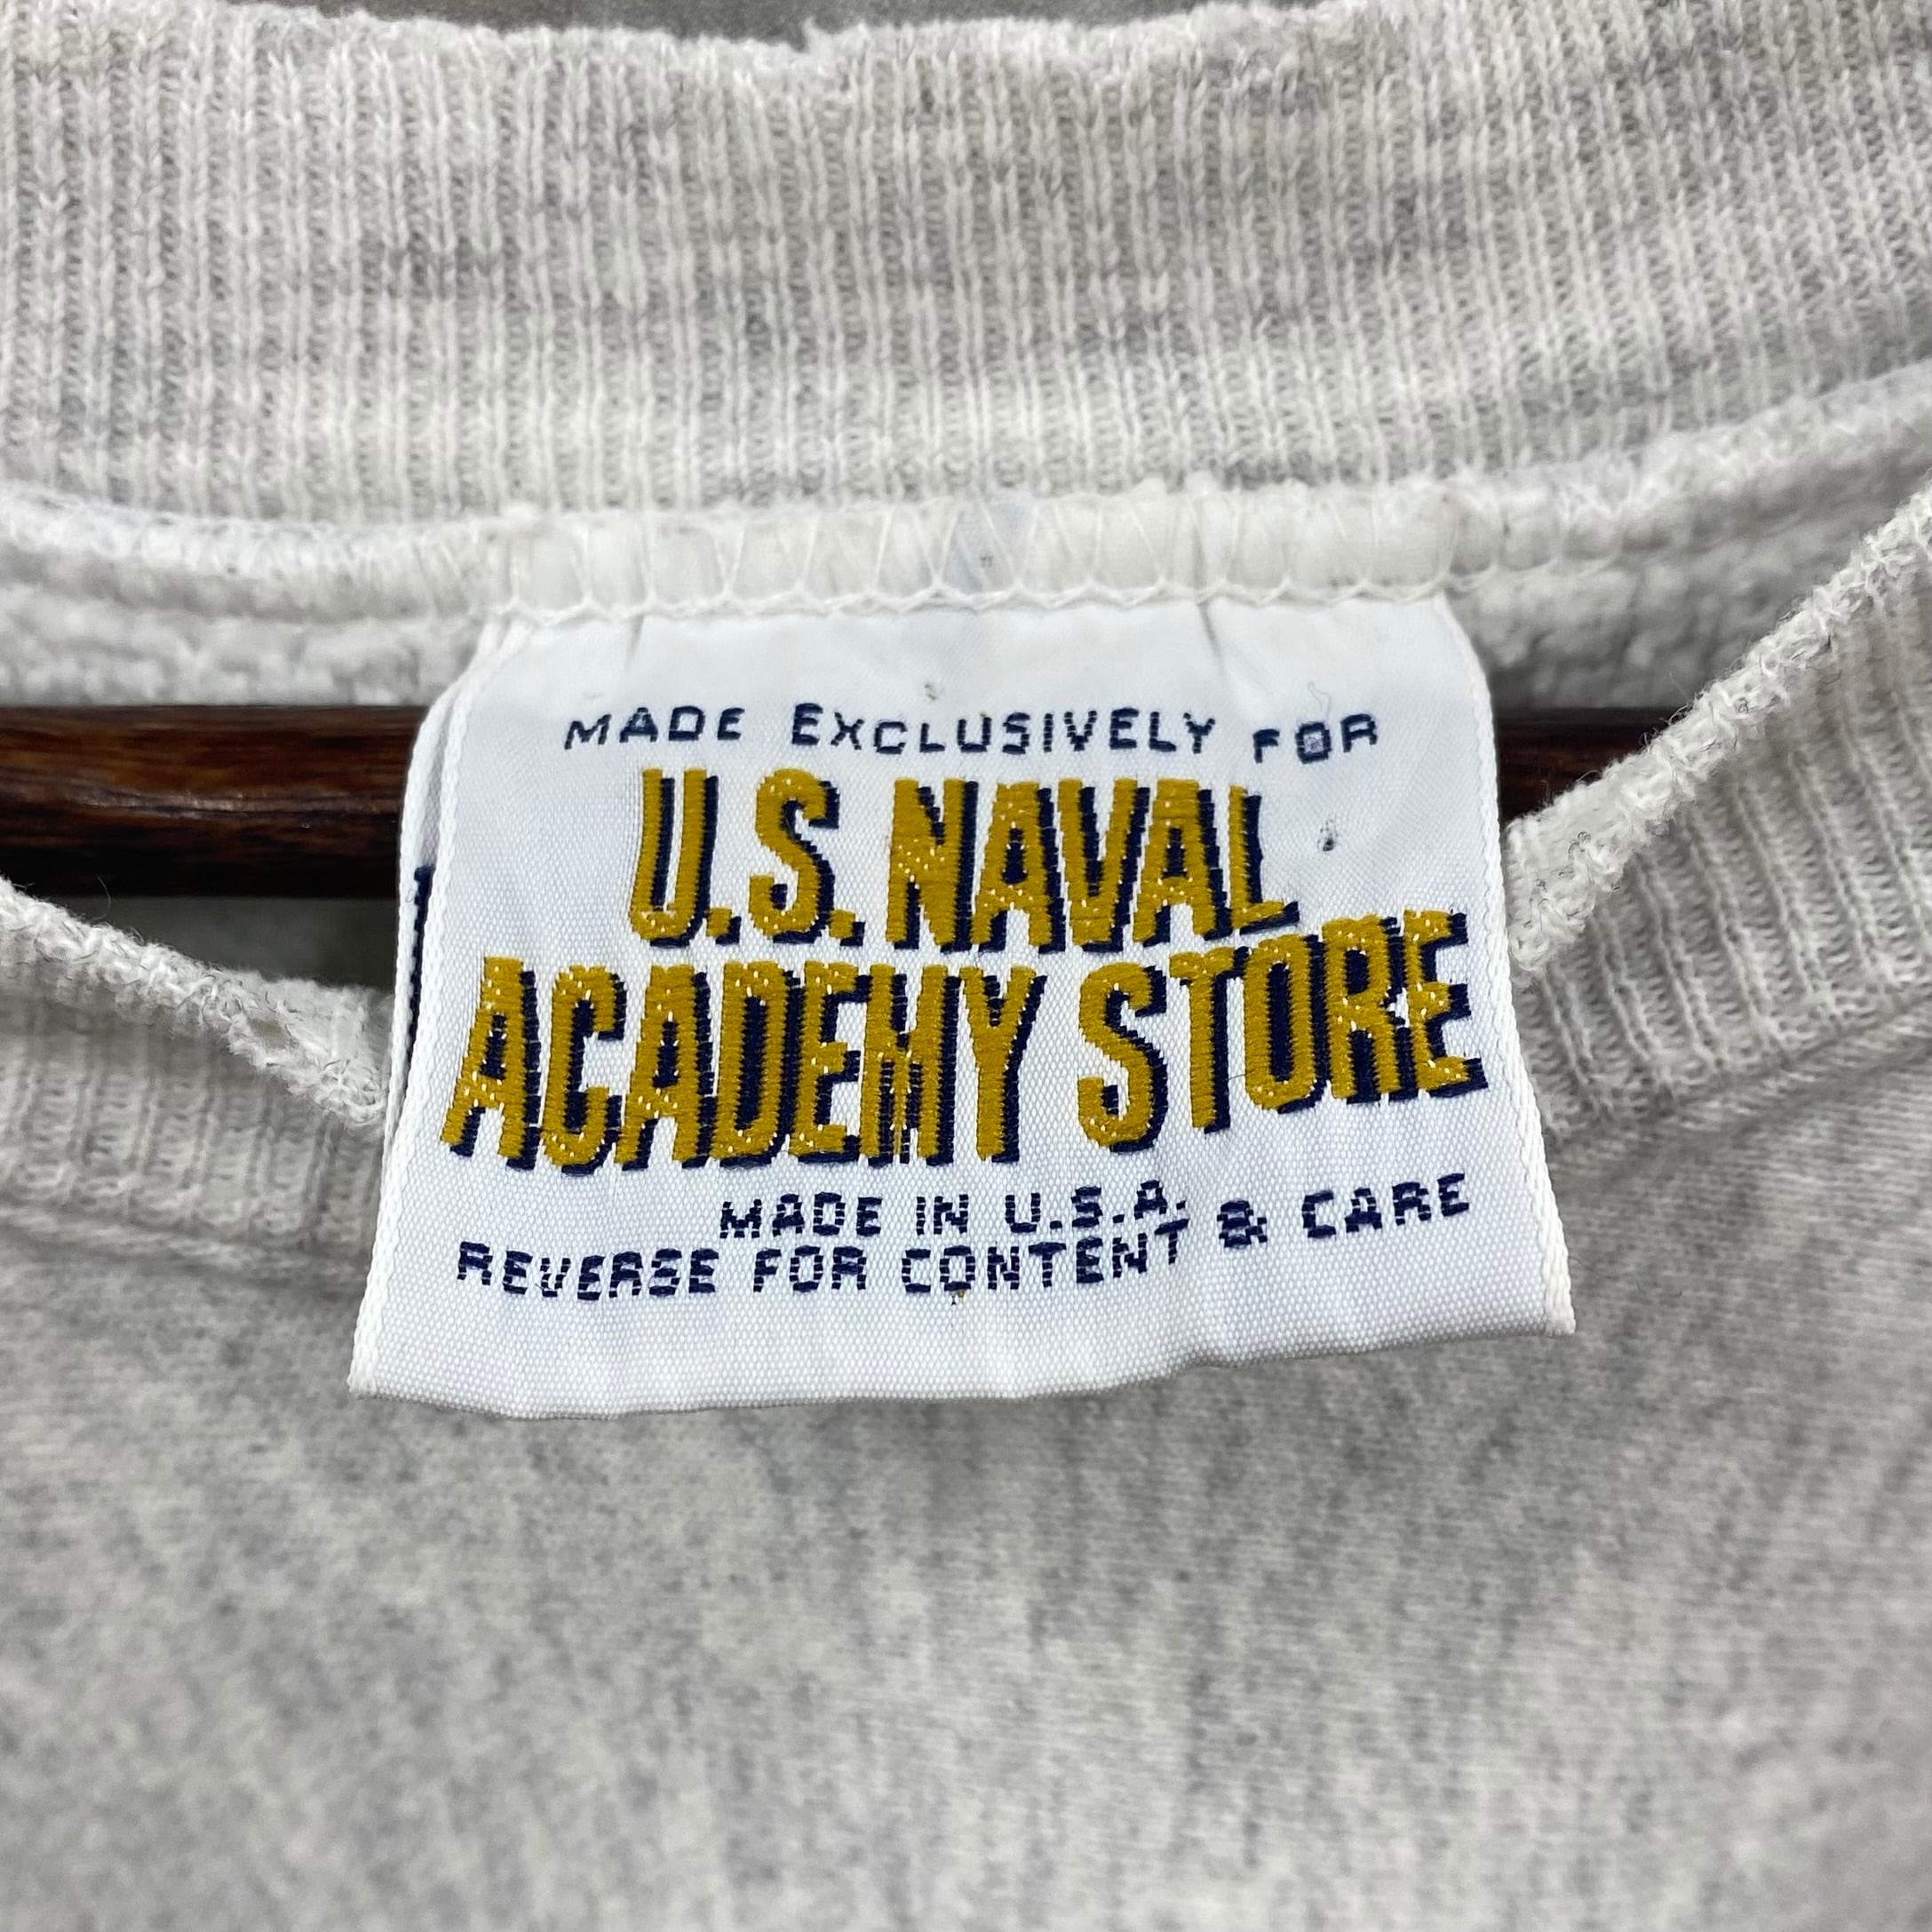 MADE EXCLUSIVELY FOR
U.S. NAVAL
ACADEMY STORE
MADE IN U.S.A.
REVERSE FOR CONTENT & CARE